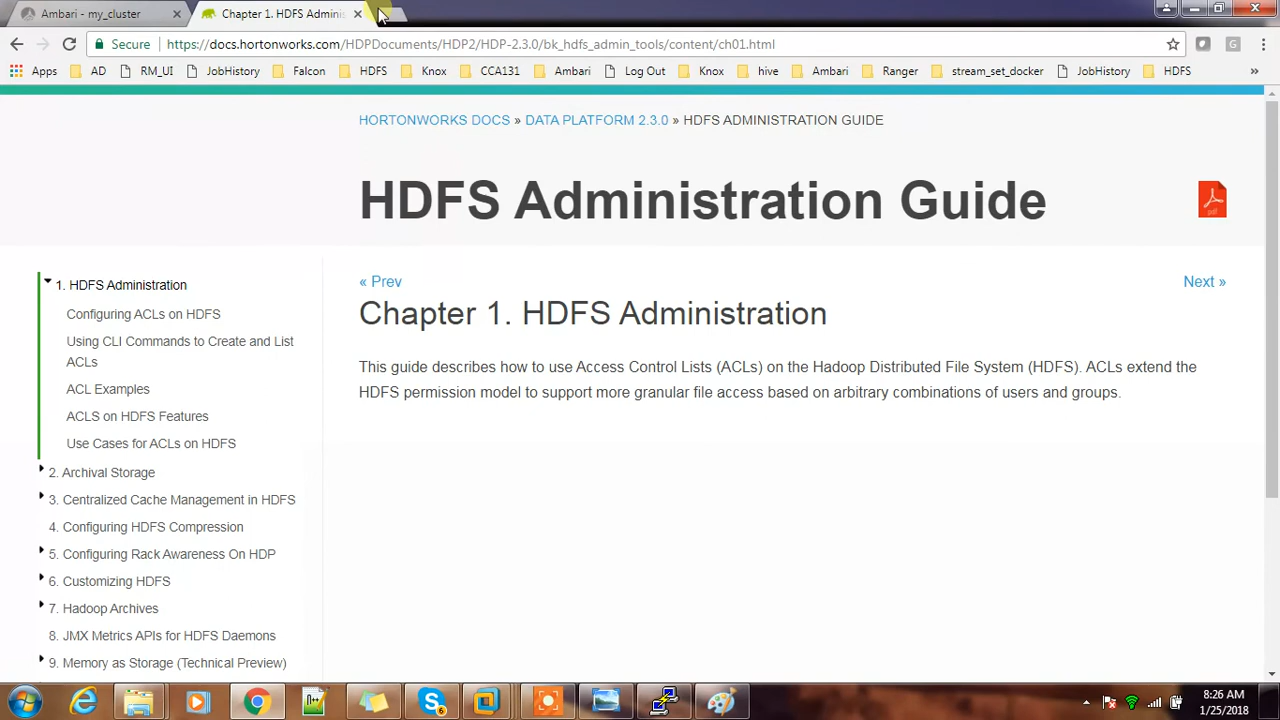 Ambari - my_cluster
Chapter 1. HDFS Adminis
Secure
https://docs.hortonworks.com/HDPDocuments/HDP2/HDP-2.3.0/bk_hdfs_admin_tools/content/ch01.html
Apps AD RM_UI JobHistory Falcon HDFS Knox CCA131 Ambari Log Out Knox hive Ambari Ranger stream_set_docker JobHistory HDFS »
HORTONWORKS DOCS » DATA PLATFORM 2.3.0 » HDFS ADMINISTRATION GUIDE
HDFS Administration Guide
pdf
1. HDFS Administration
Configuring ACLs on HDFS
Using CLI Commands to Create and List
ACLs
ACL Examples
ACLS on HDFS Features
Use Cases for ACLs on HDFS
2. Archival Storage
3. Centralized Cache Management in HDFS
4. Configuring HDFS Compression
5. Configuring Rack Awareness On HDP
6. Customizing HDFS
7. Hadoop Archives
8. JMX Metrics APIs for HDFS Daemons
9. Memory as Storage (Technical Preview)
« Prev
Next »
Chapter 1. HDFS Administration
This guide describes how to use Access Control Lists (ACLs) on the Hadoop Distributed File System (HDFS). ACLs extend the
HDFS permission model to support more granular file access based on arbitrary combinations of users and groups.
8:26 AM
1/25/2018